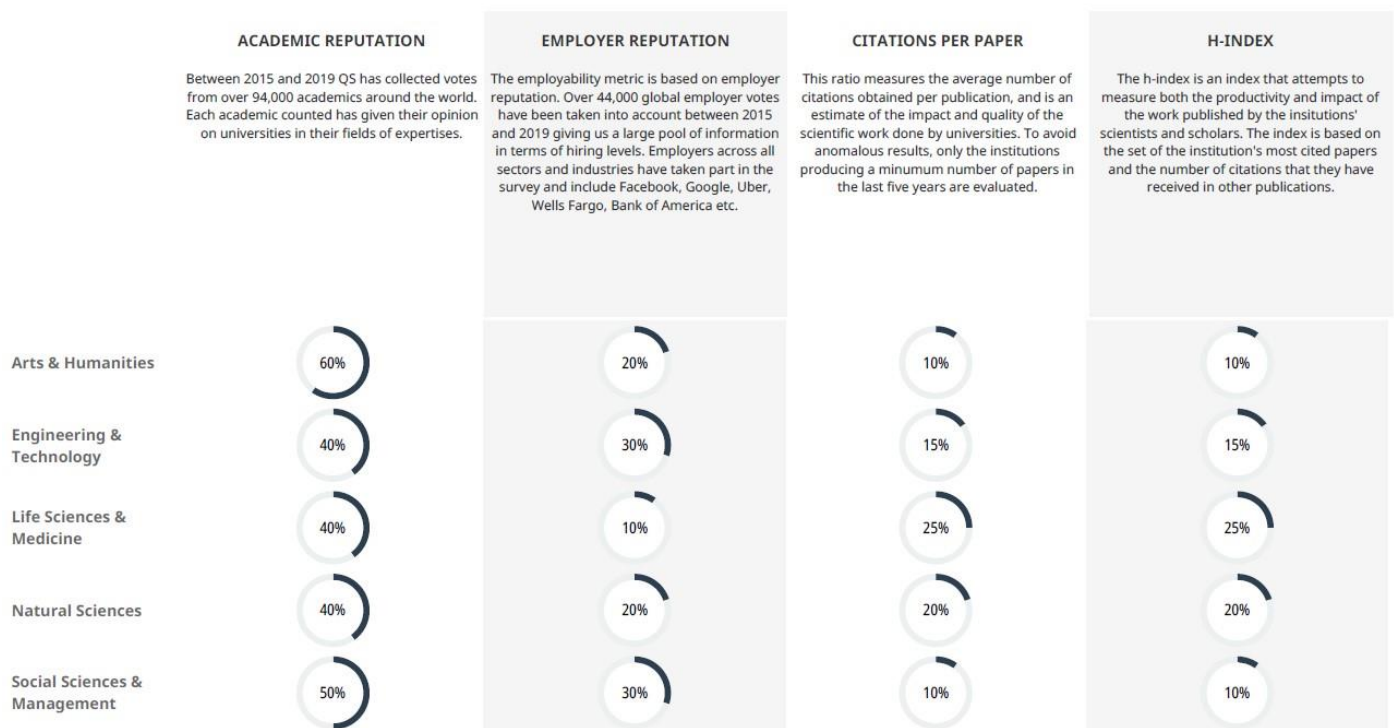 ACADEMIC REPUTATION
Between 2015 and 2019 QS has collected votes
from over 94,000 academics around the world.
Each academic counted has given their opinion
on universities in their fields of expertises.
EMPLOYER REPUTATION
The employability metric is based on employer
reputation. Over 44,000 global employer votes
have been taken into account between 2015
and 2019 giving us a large pool of information
in terms of hiring levels. Employers across all
sectors and industries have taken part in the
survey and include Facebook, Google, Uber,
Wells Fargo, Bank of America etc.
CITATIONS PER PAPER
This ratio measures the average number of
citations obtained per publication, and is an
estimate of the impact and quality of the
scientific work done by universities. To avoid
anomalous results, only the institutions
producing a minumum number of papers in
the last five years are evaluated.
H-INDEX
The h-index is an index that attempts to
measure both the productivity and impact of
the work published by the insitutions'
scientists and scholars. The index is based on
the set of the institution's most cited papers
and the number of citations that they have
received in other publications.
Arts & Humanities
60%
20%
10%
10%
Engineering &
Technology
40%
30%
15%
15%
Life Sciences &
Medicine
40%
10%
25%
25%
Natural Sciences
40%
20%
20%
20%
Social Sciences &
Management
50%
30%
10%
10%